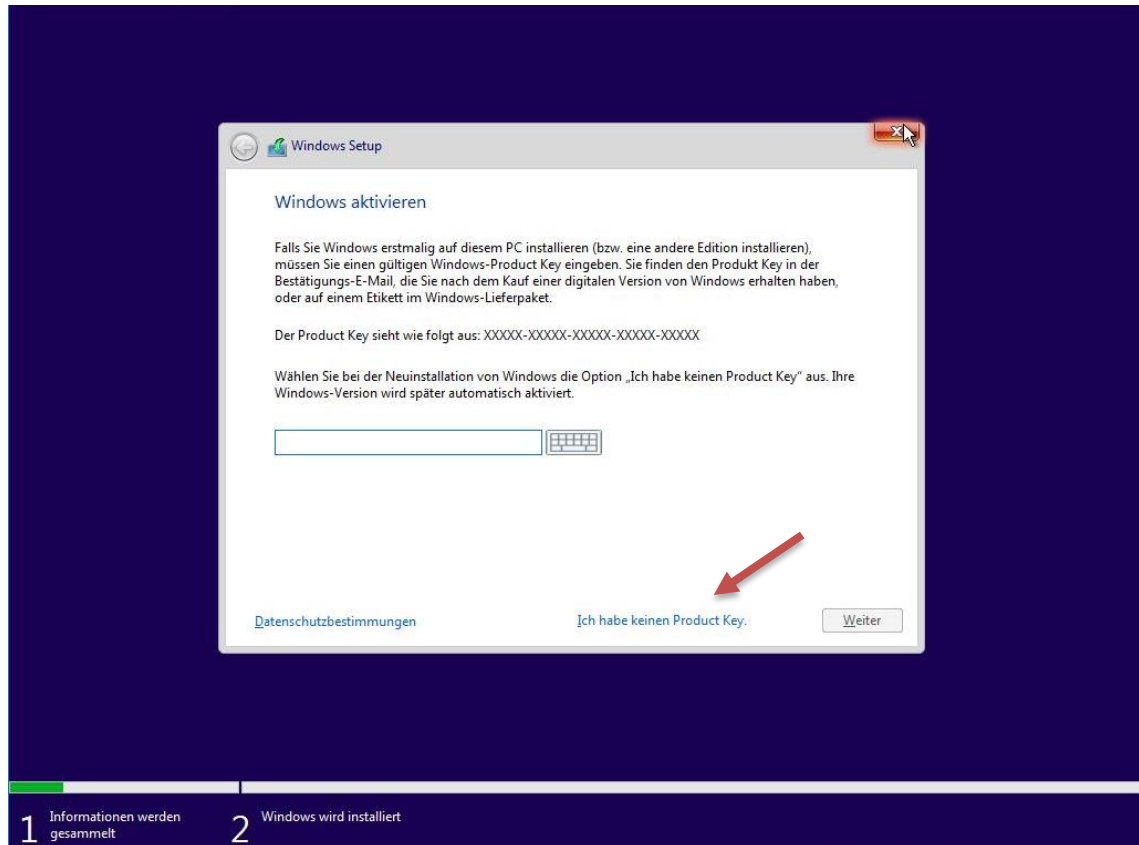 Windows Setup
Windows aktivieren
Falls Sie Windows erstmalig auf diesem PC installieren (bzw. eine andere Edition installieren),
müssen Sie einen gültigen Windows-Product Key eingeben. Sie finden den Produkt Key in der
Bestätigungs-E-Mail, die Sie nach dem Kauf einer digitalen Version von Windows erhalten haben,
oder auf einem Etikett im Windows-Lieferpaket.
Der Product Key sieht wie folgt aus: XXXXX-XXXXX-XXXXX-XXXXX-XXXXX
Wählen Sie bei der Neuinstallation von Windows die Option „Ich habe keinen Product Key" aus. Ihre
Windows-Version wird später automatisch aktiviert.
Datenschutzbestimmungen
Ich habe keinen Product Key.
Weiter
1 Informationen werden
gesammelt
2 Windows wird installiert